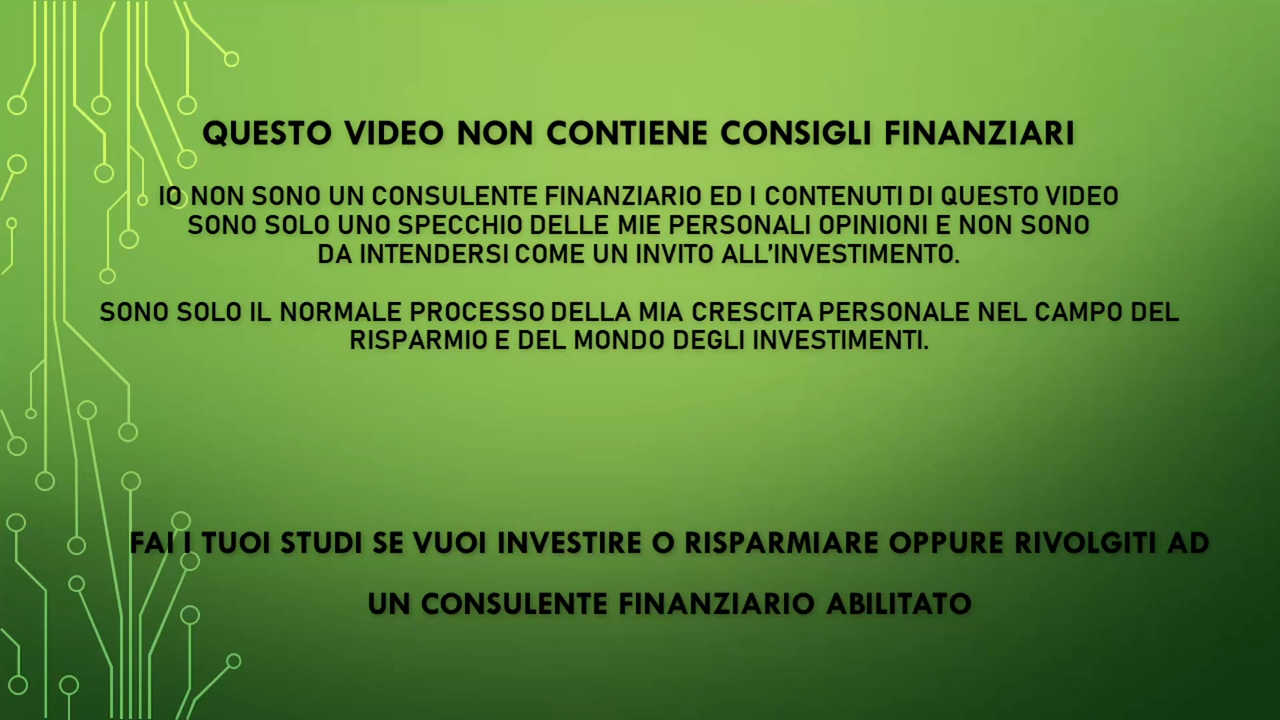 QUESTO VIDEO NON CONTIENE CONSIGLI FINANZIARI
IO NON SONO UN CONSULENTE FINANZIARIO ED I CONTENUTI DI QUESTO VIDEO
SONO SOLO UNO SPECCHIO DELLE MIE PERSONALI OPINIONI E NON SONO
DA INTENDERSI COME UN INVITO ALL'INVESTIMENTO.
SONO SOLO IL NORMALE PROCESSO DELLA MIA CRESCITA PERSONALE NEL CAMPO DEL
RISPARMIO E DEL MONDO DEGLI INVESTIMENTI.
FAI I TUOI STUDI SE VUOI INVESTIRE O RISPARMIARE OPPURE RIVOLGITI AD
UN CONSULENTE FINANZIARIO ABILITATO